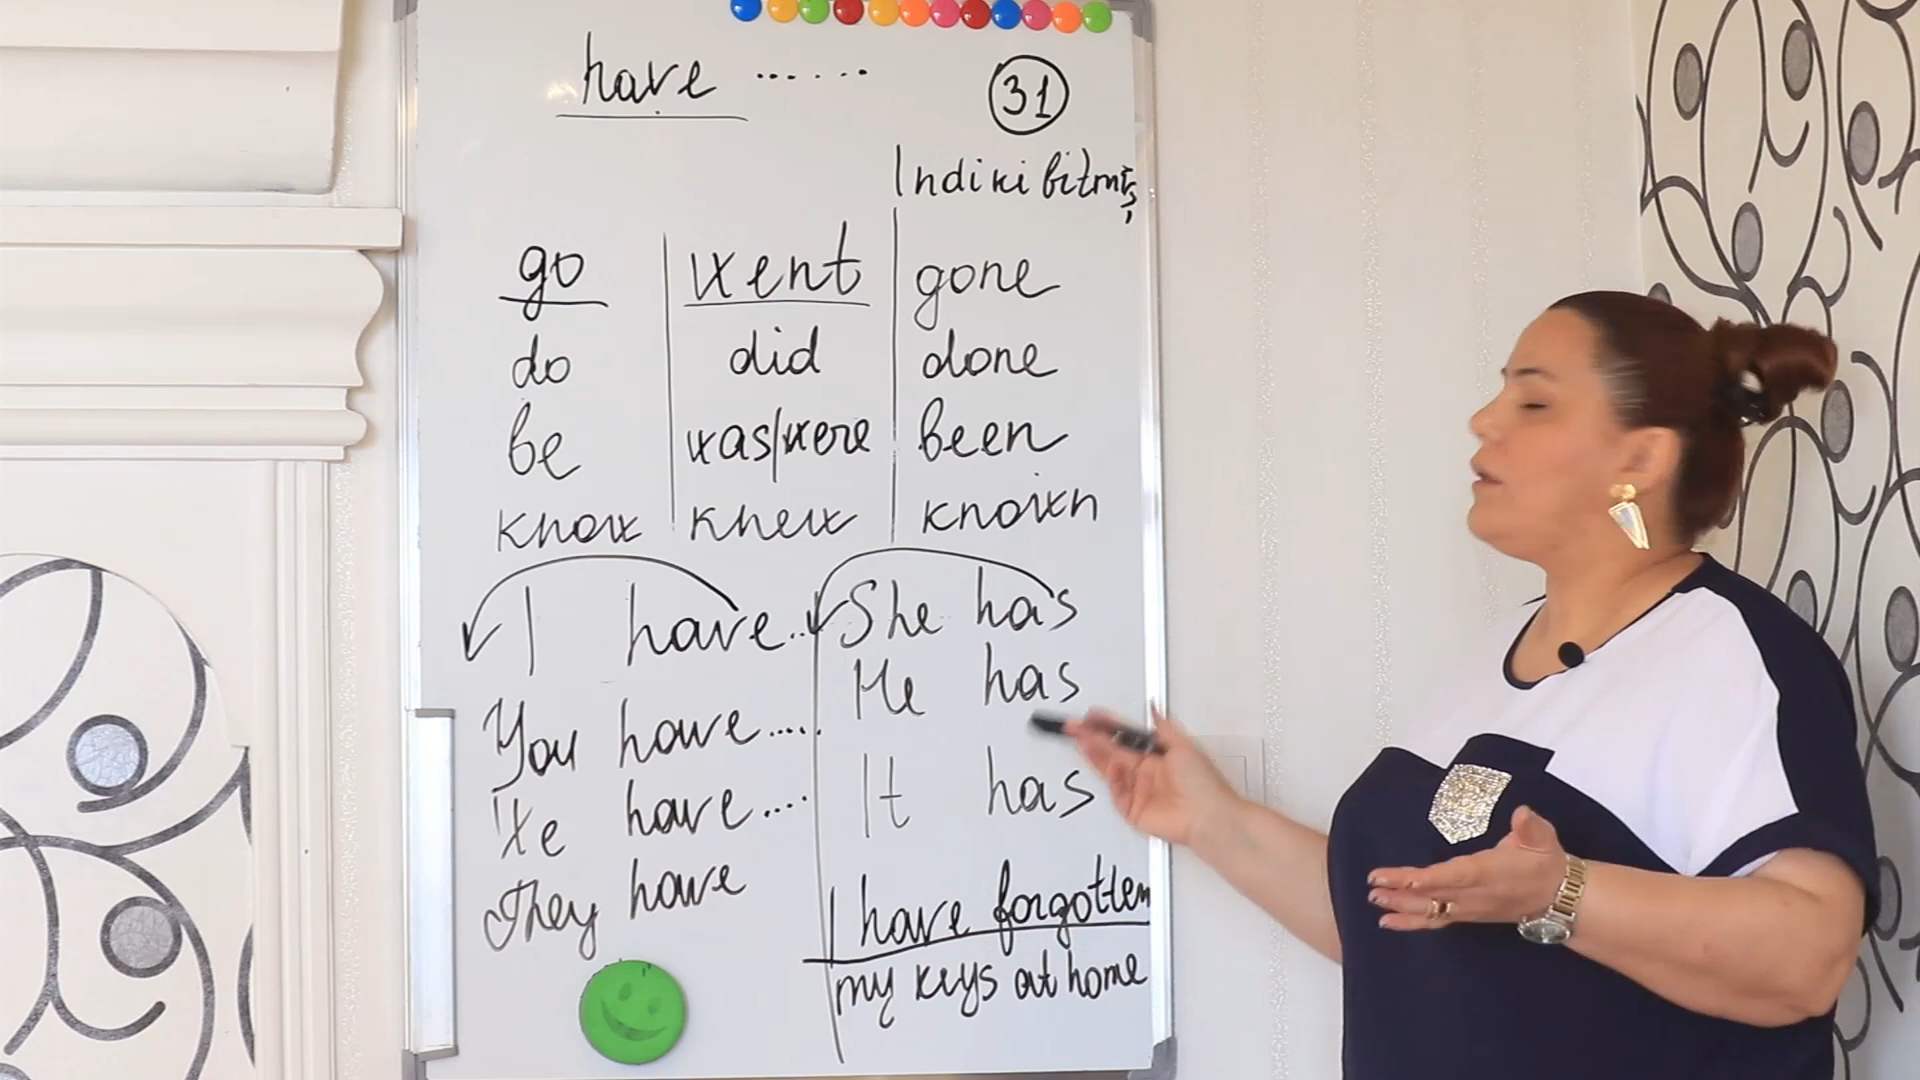 have .......
31
Indiki bitmiş
go went gone
do did done
be was/were been
know knew known
I have... She has
You have..... He has
We have.... It has
They have
I have forgotten
my keys at home